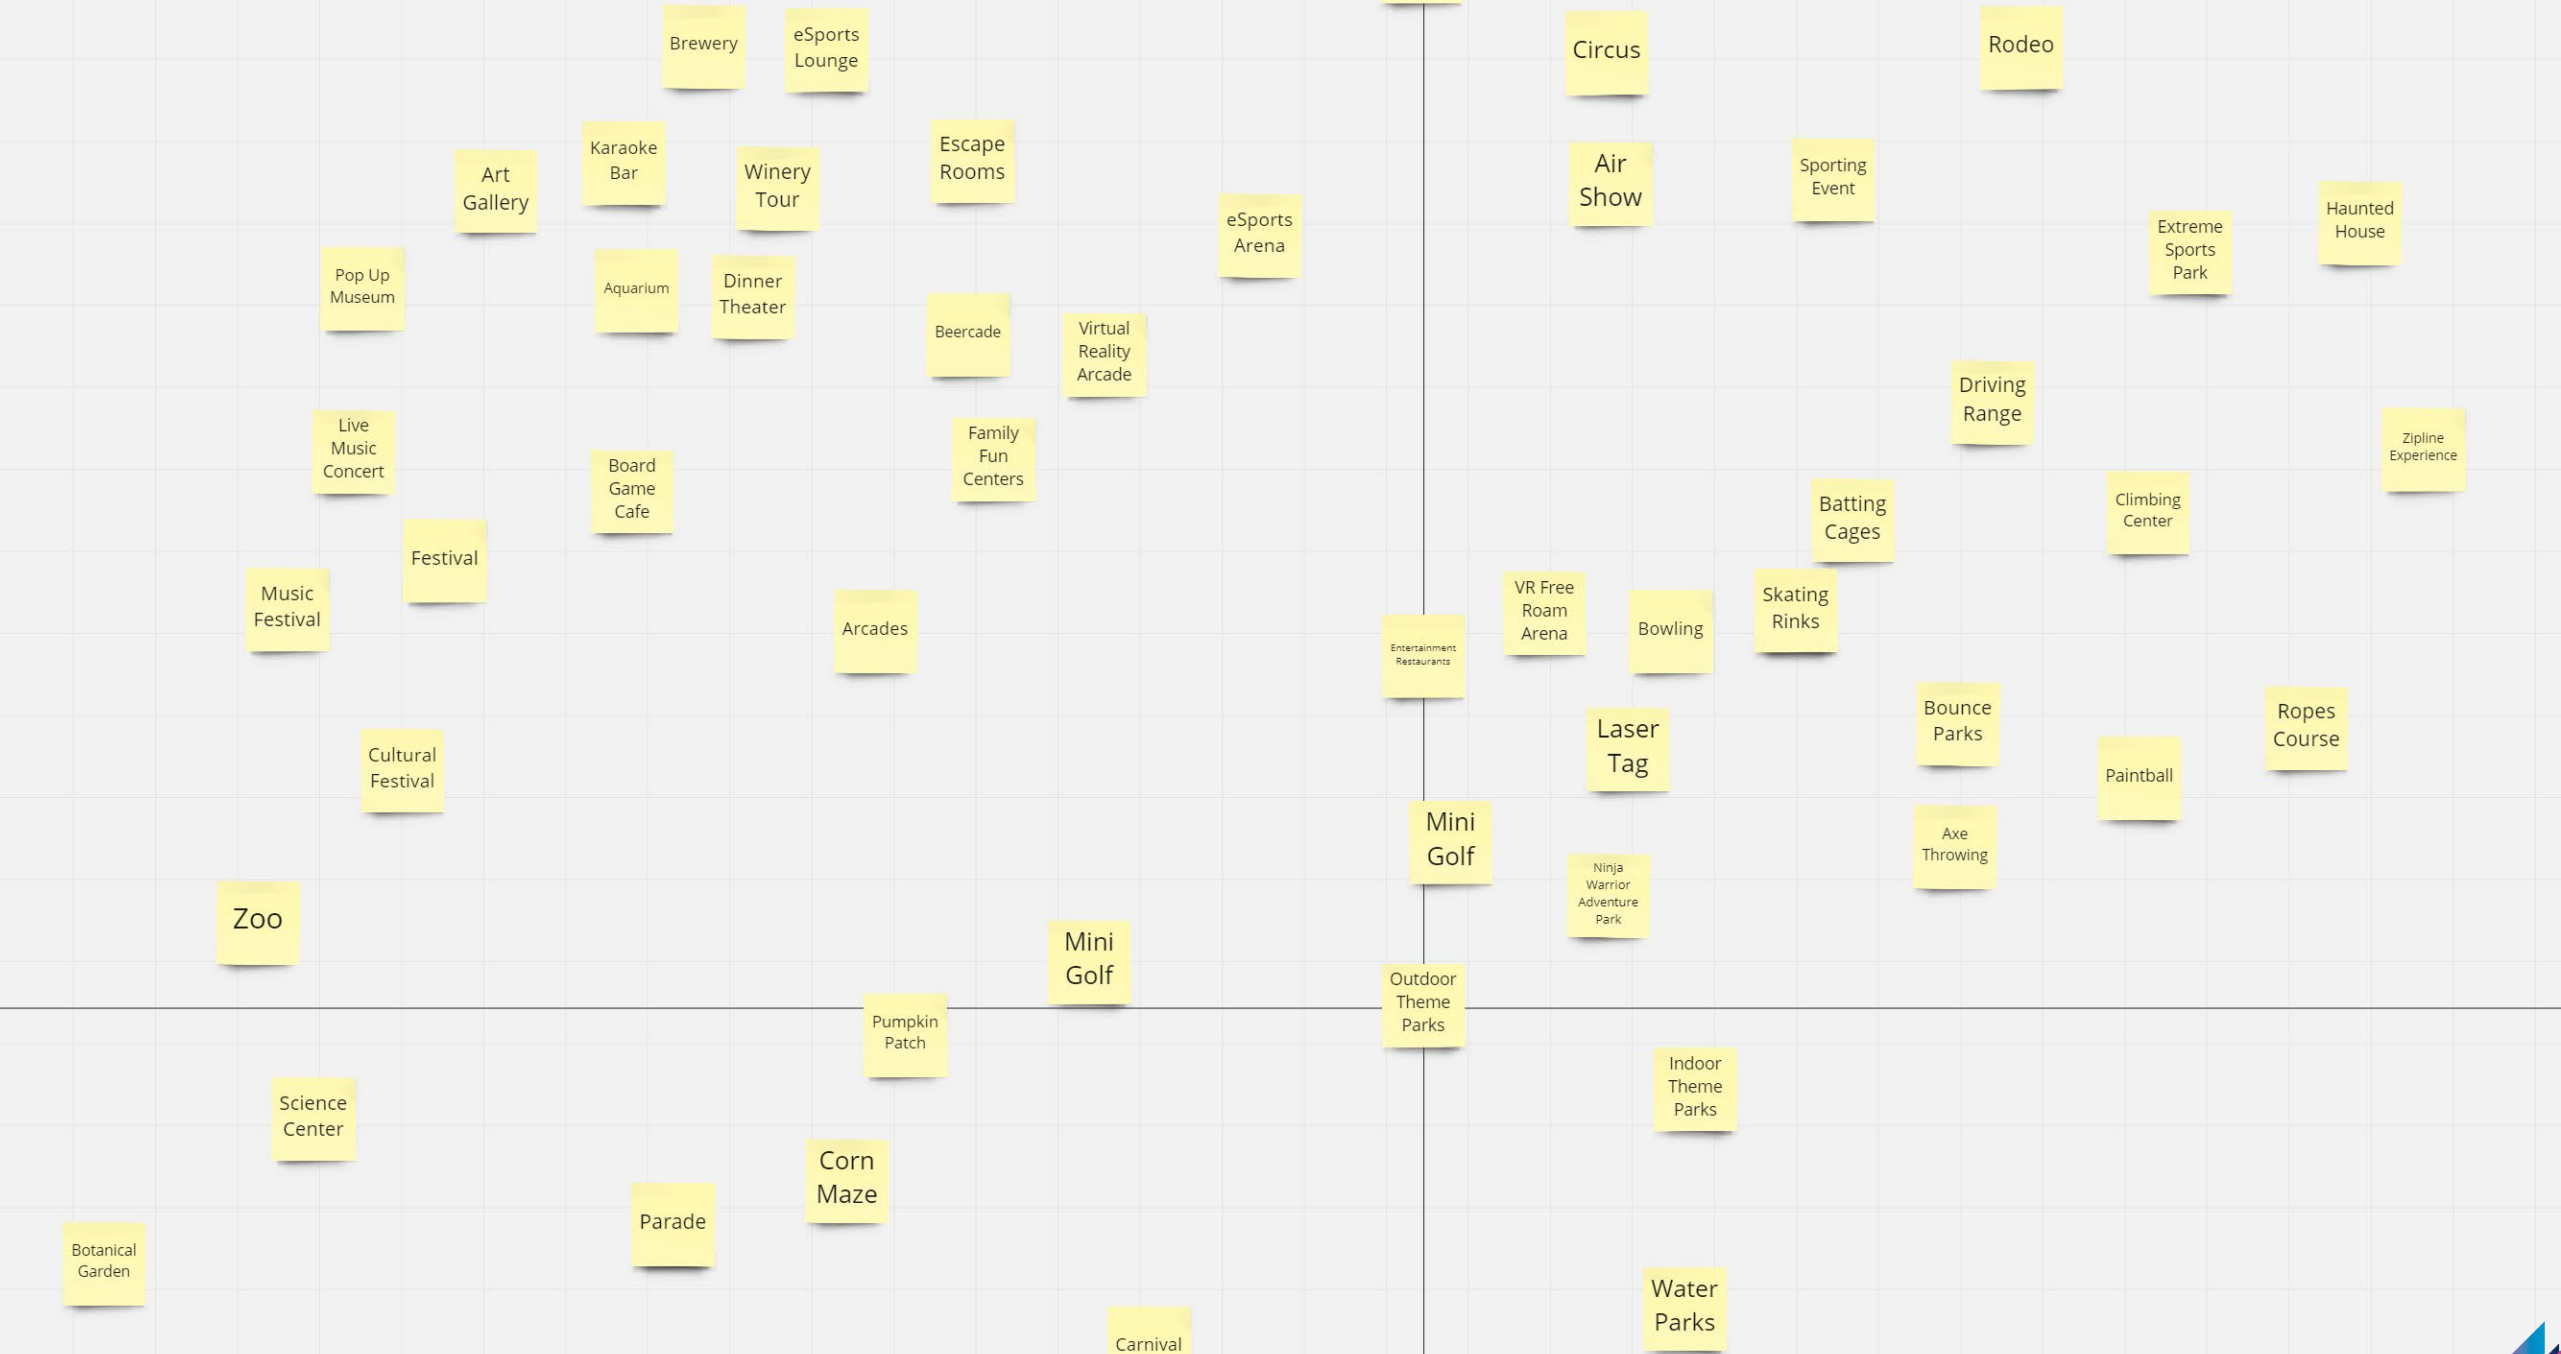 Brewery
eSports
Lounge
Circus
Rodeo
Art
Gallery
Karaoke
Bar
Winery
Tour
Escape
Rooms
eSports
Arena
Air
Show
Sporting
Event
Extreme
Sports
Park
Haunted
House
Pop Up
Museum
Aquarium
Dinner
Theater
Beercade
Virtual
Reality
Arcade
Driving
Range
Live
Music
Concert
Board
Game
Cafe
Family
Fun
Centers
Batting
Cages
Climbing
Center
Zipline
Experience
Festival
Music
Festival
Arcades
Entertainment
Restaurants
VR Free
Roam
Arena
Bowling
Skating
Rinks
Cultural
Festival
Laser
Tag
Bounce
Parks
Paintball
Ropes
Course
Mini
Golf
Ninja
Warrior
Adventure
Park
Axe
Throwing
Zoo
Mini
Golf
Outdoor
Theme
Parks
Pumpkin
Patch
Indoor
Theme
Parks
Science
Center
Corn
Maze
Parade
Botanical
Garden
Water
Parks
Carnival